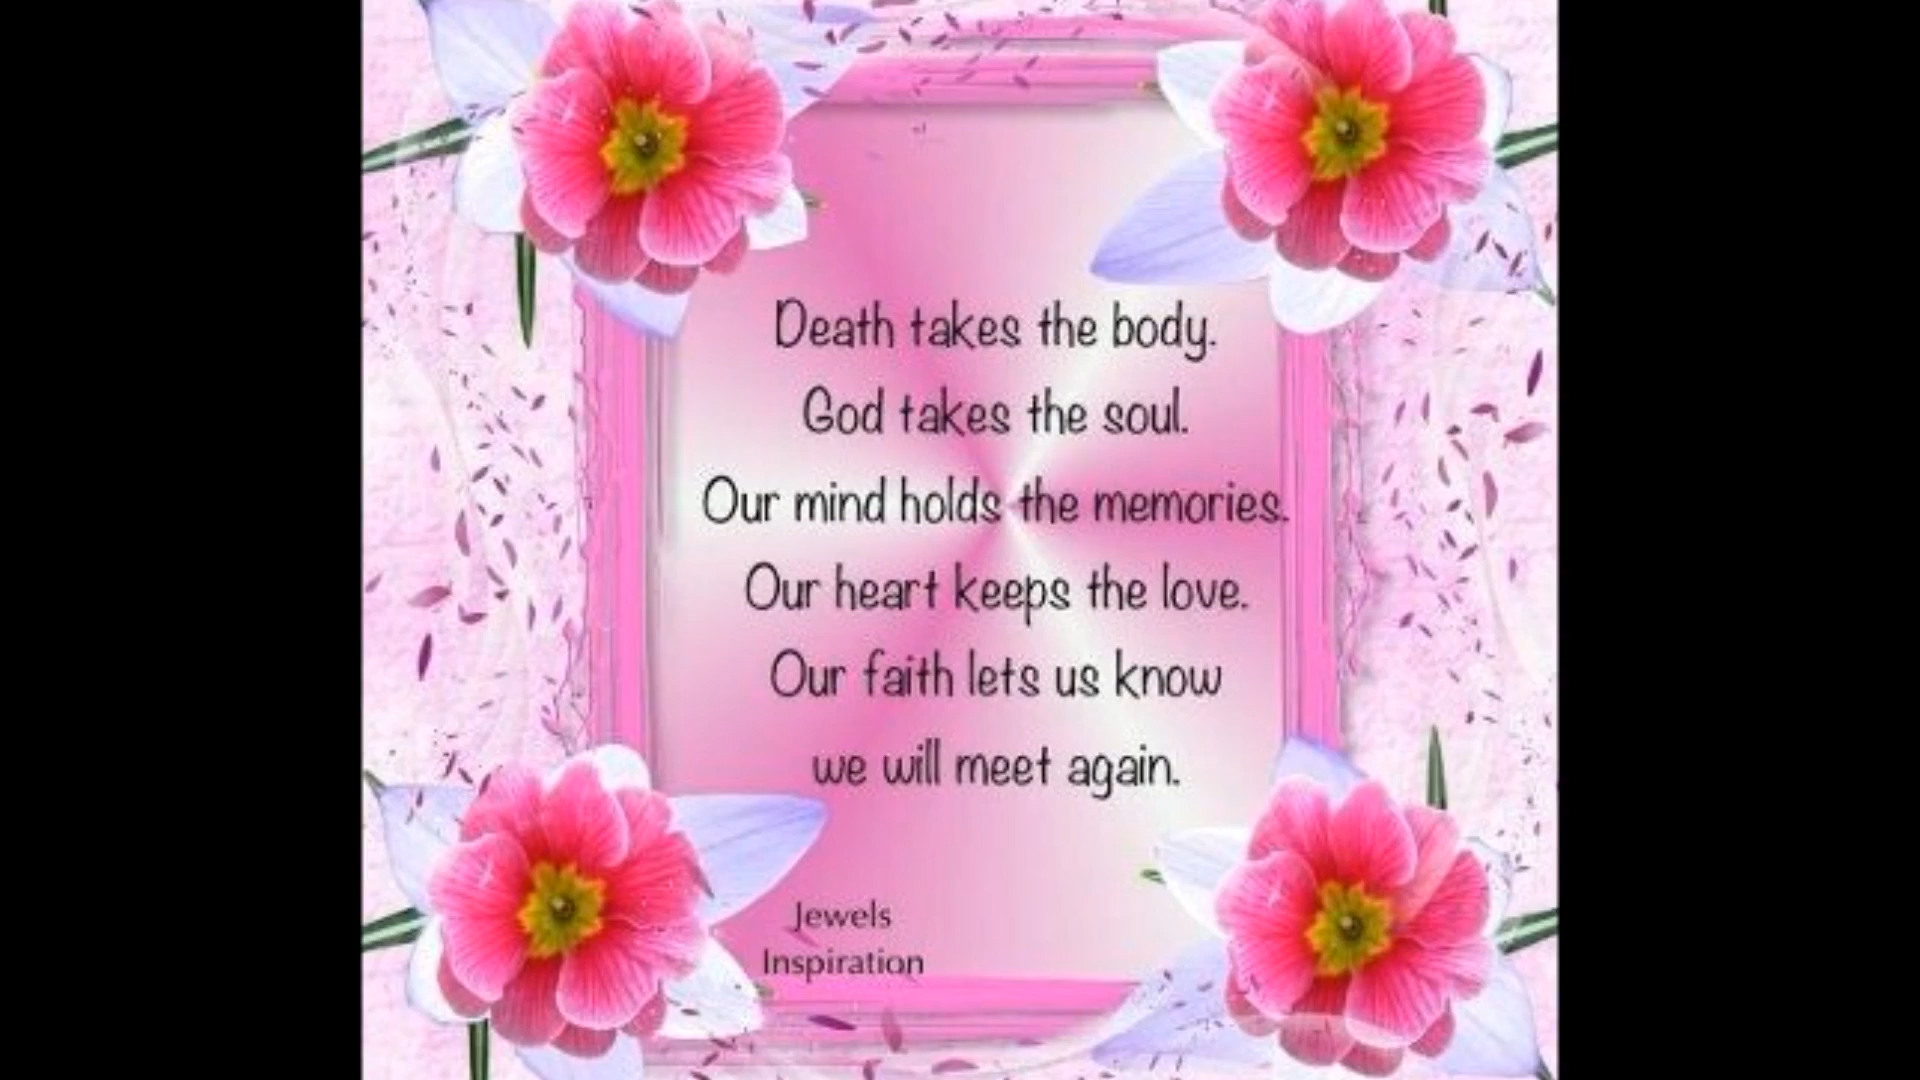 Death takes the body.
God takes the soul.
Our mind holds the memories.
Our heart keeps the love.
Our faith lets us know
we will meet again.
Jewels
Inspiration